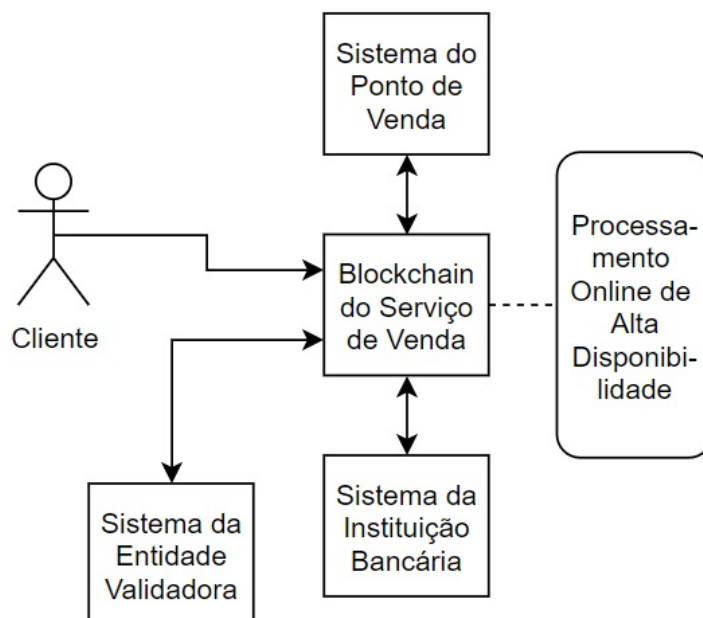 Sistema do
Ponto de
Venda
Cliente
Blockchain
do Serviço
de Venda
Processa-
mento
Online de
Alta
Disponibi-
lidade
Sistema da
Entidade
Validadora
Sistema da
Instituição
Bancária